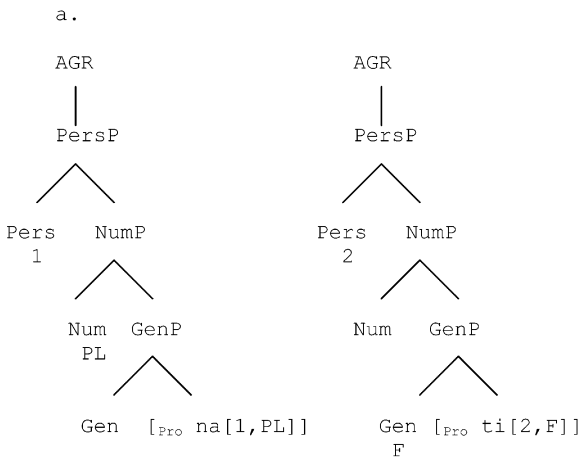 a.
AGR AGR
PersP PersP
Pers NumP Pers NumP
1 2
Num GenP Num GenP
PL
Gen [Pro na[1,PL]] Gen [Pro ti[2,F]]
F